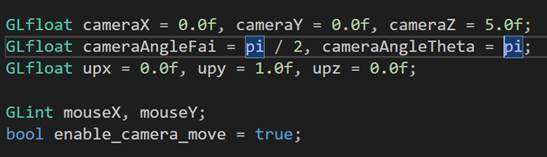 GLfloat cameraX = 0.0f, cameraY = 0.0f, cameraZ = 5.0f;
GLfloat cameraAngleFai = pi / 2, cameraAngleTheta = pi;
GLfloat upx = 0.0f, upy = 1.0f, upz = 0.0f;
GLint mouseX, mouseY;
bool enable_camera_move = true;